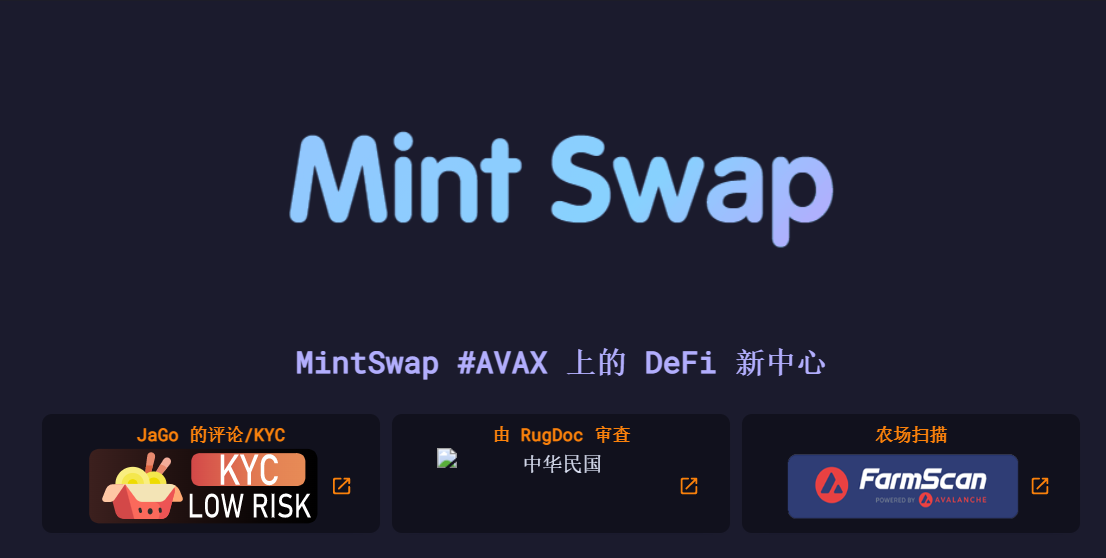 Mint Swap
MintSwap #AVAX 上的 DeFi 新中心
JaGo 的评论/KYC
KYC
LOW RISK
由 RugDoc 审查
中华民国
农场扫描
FarmScan
POWERED BY AVALANCHE